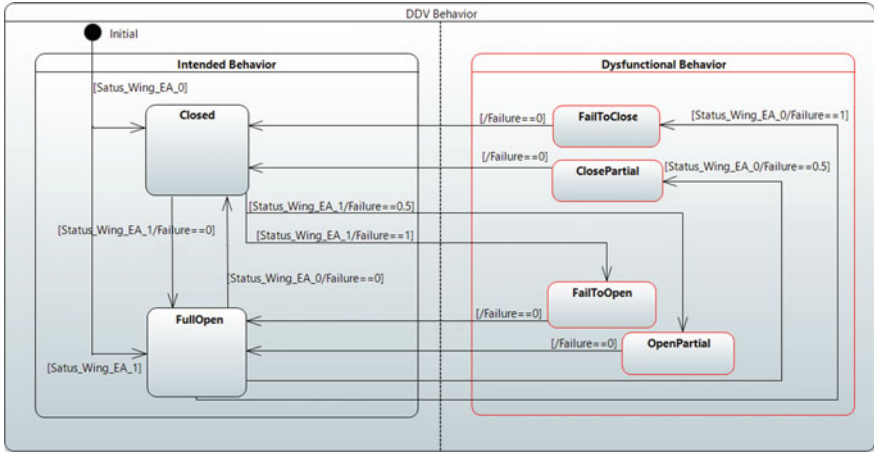 DDV Behavior
Initial
Intended Behavior
Dysfunctional Behavior
[Satus_Wing_EA_0]
Closed
[/Failure==0]
FailToClose
[Status_Wing_EA_0/Failure==1]
[/Failure==0]
ClosePartial
[Status_Wing_EA_0/Failure==0.5]
[Status_Wing_EA_1/Failure==0.5]
[Status_Wing_EA_1/Failure==0]
[Status_Wing_EA_1/Failure==1]
[Status_Wing_EA_0/Failure==0]
FailToOpen
[/Failure==0]
FullOpen
[/Failure==0]
OpenPartial
[Satus_Wing_EA_1]